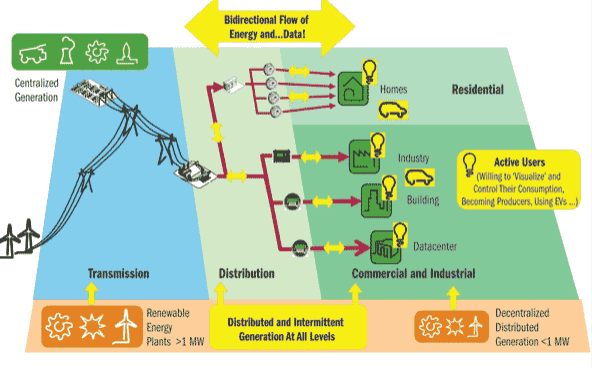 Bidirectional Flow of
Energy and...Data!
Centralized
Generation
Homes
Residential
Industry
Building
Datacenter
Active Users
(Willing to 'Visualize' and
Control Their Consumption,
Becoming Producers, Using EVs ...)
Transmission
Distribution
Commercial and Industrial
Renewable
Energy
Plants >1 MW
Distributed and Intermittent
Generation At All Levels
Decentralized
Distributed
Generation <1 MW